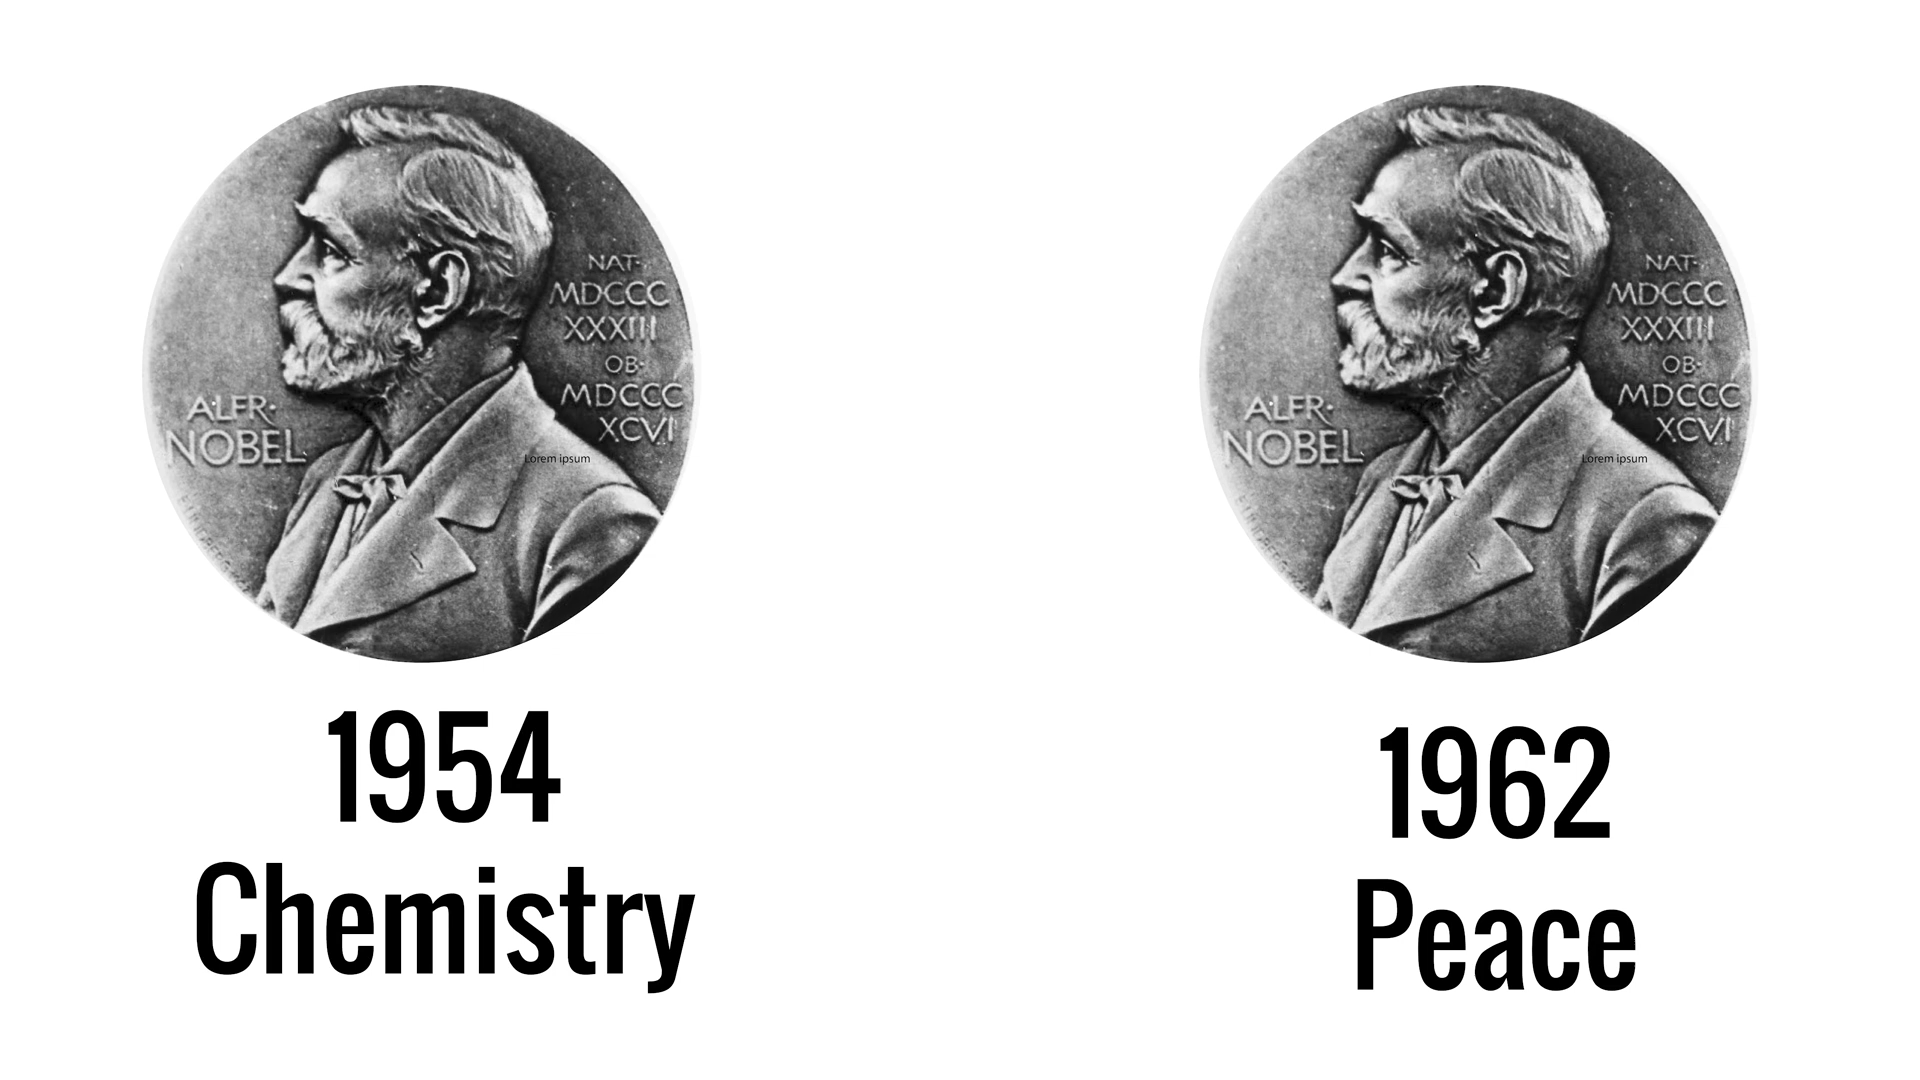 NAT·
MDCCC
XXXIII
OB·
MDCCC
XCVI
ALFR·
NOBEL
Lorem ipsum
1954
Chemistry
NAT·
MDCCC
XXXIII
OB·
MDCCC
XCVI
ALFR·
NOBEL
Lorem ipsum
1962
Peace